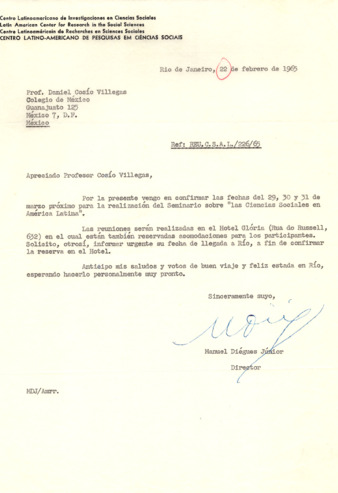 Centro Latinoamericano de Investigaciones en Ciencias Sociales
Latin American Center for Research in the Social Sciences
Centre Latinoaméricain de Recherches en Sciences Sociales
CENTRO LATINO-AMERICANO DE PESQUISAS EM CIÊNCIAS SOCIAIS
Rio de Janeiro, 22 de febrero de 1965
Prof. Daniel Cosío Villegas
Colegio de México
Guanajuato 125
México 7, D.F.
México
Ref: REU.C.S.A.L./226/65
Apreciado Profesor Cosío Villegas,
Por la presente vengo en confirmar las fechas del 29, 30 y 31 de
marzo próximo para la realización del Seminario sobre "Las Ciencias Sociales en
América Latina".
Las reuniones serán realizadas en el Hotel Glória (Rua do Russell,
632) en el cual están también reservadas acomodaciones para los participantes.
Solicito, otrosí, informar urgente su fecha de llegada a Río, a fin de confirmar
la reserva en el Hotel.
Antisipo mis saludos y votos de buen viaje y feliz estada en Río,
esperando hacerlo personalmente muy pronto.
Sinceramente suyo,
Manuel Diégues Júnior
Director
MDJ/Amrr.